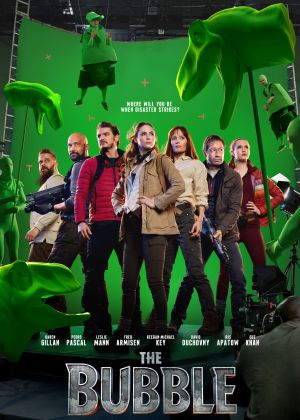 WHERE WILL YOU BE
WHEN DISASTER STRIKES?
KAREN GILLAN PEDRO PASCAL LESLIE MANN FRED ARMISEN KEEGAN-MICHAEL KEY DAVID DUCHOVNY IRIS APATOW KHAN
THE
BUBBLE